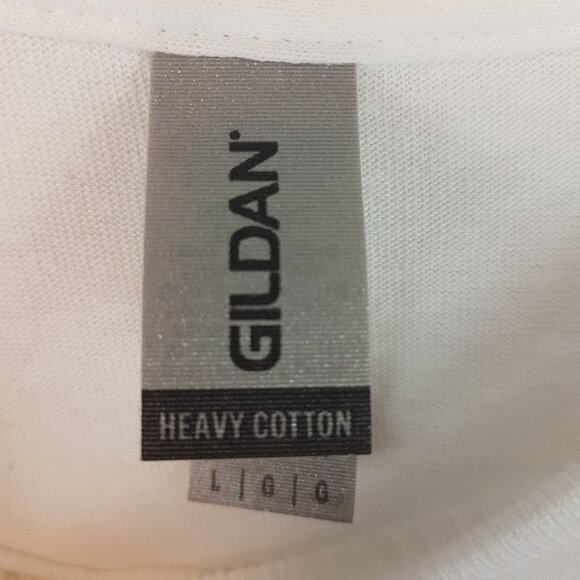 GILDAN®
HEAVY COTTON
L | G | G